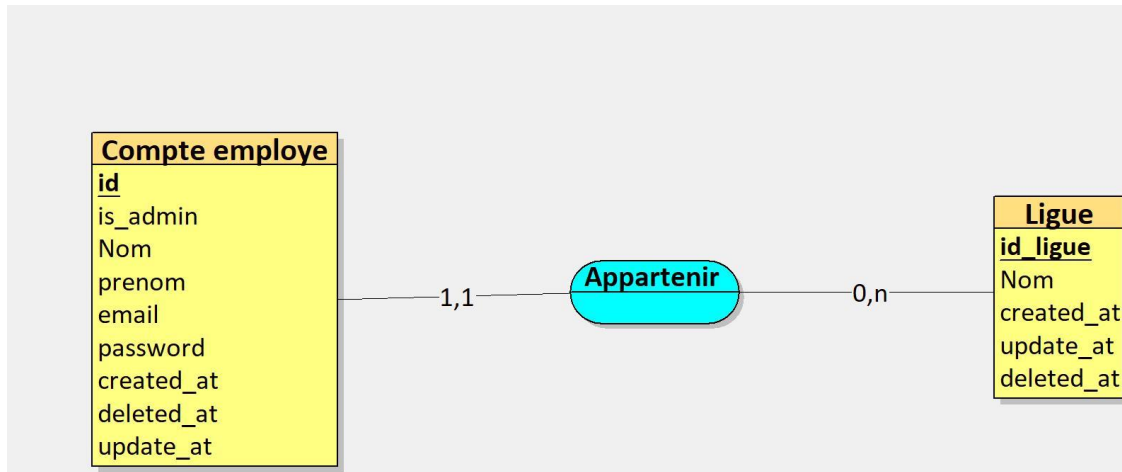 Compte employe
id
is_admin
Nom
prenom
email
password
created_at
deleted_at
update_at
1,1
Appartenir
0,n
Ligue
id_ligue
Nom
created_at
update_at
deleted_at